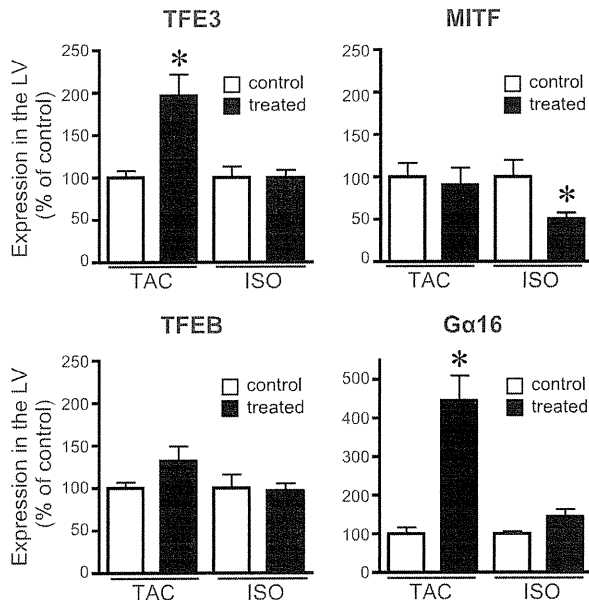 TFE3
Expression in the LV
(% of control)
250
200
150
100
50
0
*
control
treated
TAC
ISO
MITF
250
200
150
100
50
0
control
treated
*
TAC
ISO
TFEB
Expression in the LV
(% of control)
250
200
150
100
50
0
control
treated
TAC
ISO
Gα16
500
400
300
200
100
0
*
control
treated
TAC
ISO